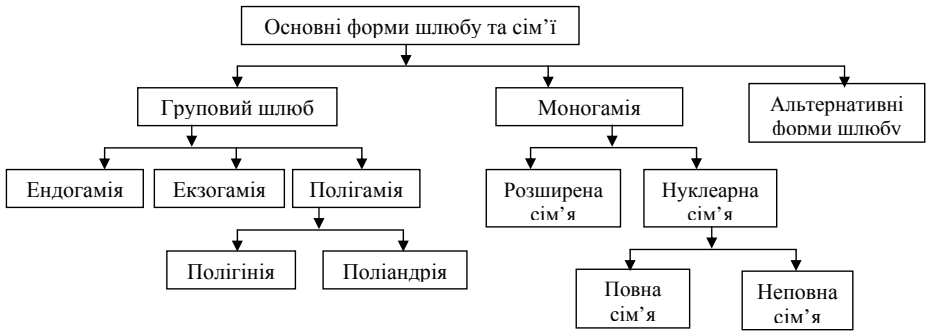 Основні форми шлюбу та сім’ї
Груповий шлюб
Моногамія
Альтернативні
форми шлюбу
Ендогамія
Екзогамія
Полігамія
Розширена
сім’я
Нуклеарна
сім’я
Полігінія
Поліандрія
Повна
сім’я
Неповна
сім’я